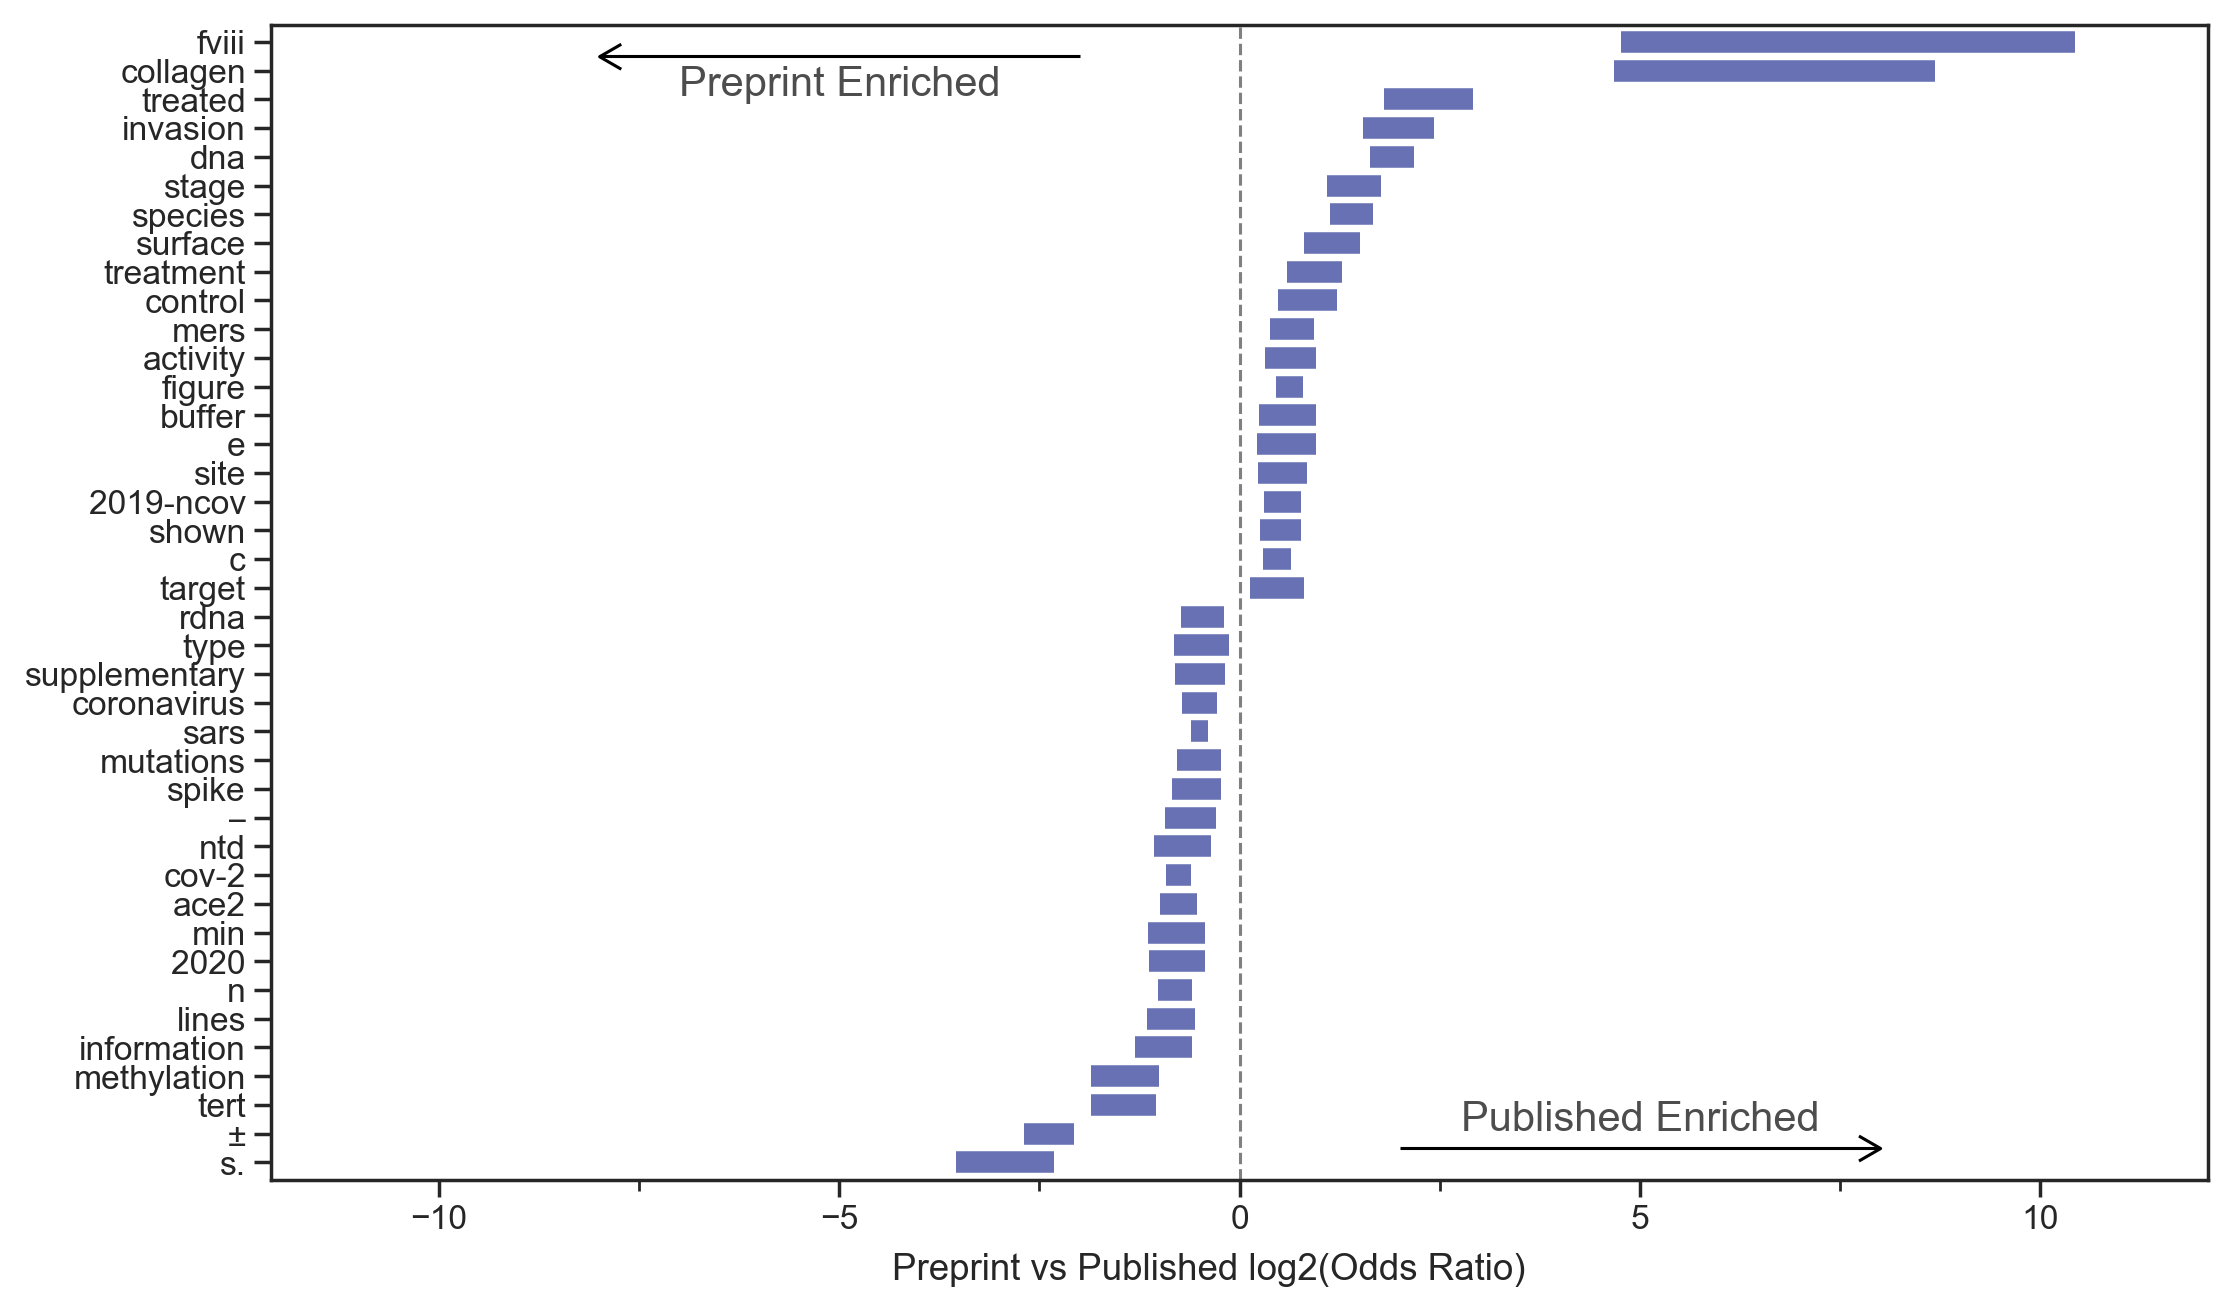 fviii
Preprint Enriched
collagen
treated
invasion
dna
stage
species
surface
treatment
control
mers
activity
figure
buffer
e
site
2019-ncov
shown
c
target
rdna
type
supplementary
coronavirus
sars
mutations
spike
–
ntd
cov-2
ace2
min
2020
n
lines
information
methylation
tert
Published Enriched
±
s.
−10 −5 0 5 10
Preprint vs Published log2(Odds Ratio)